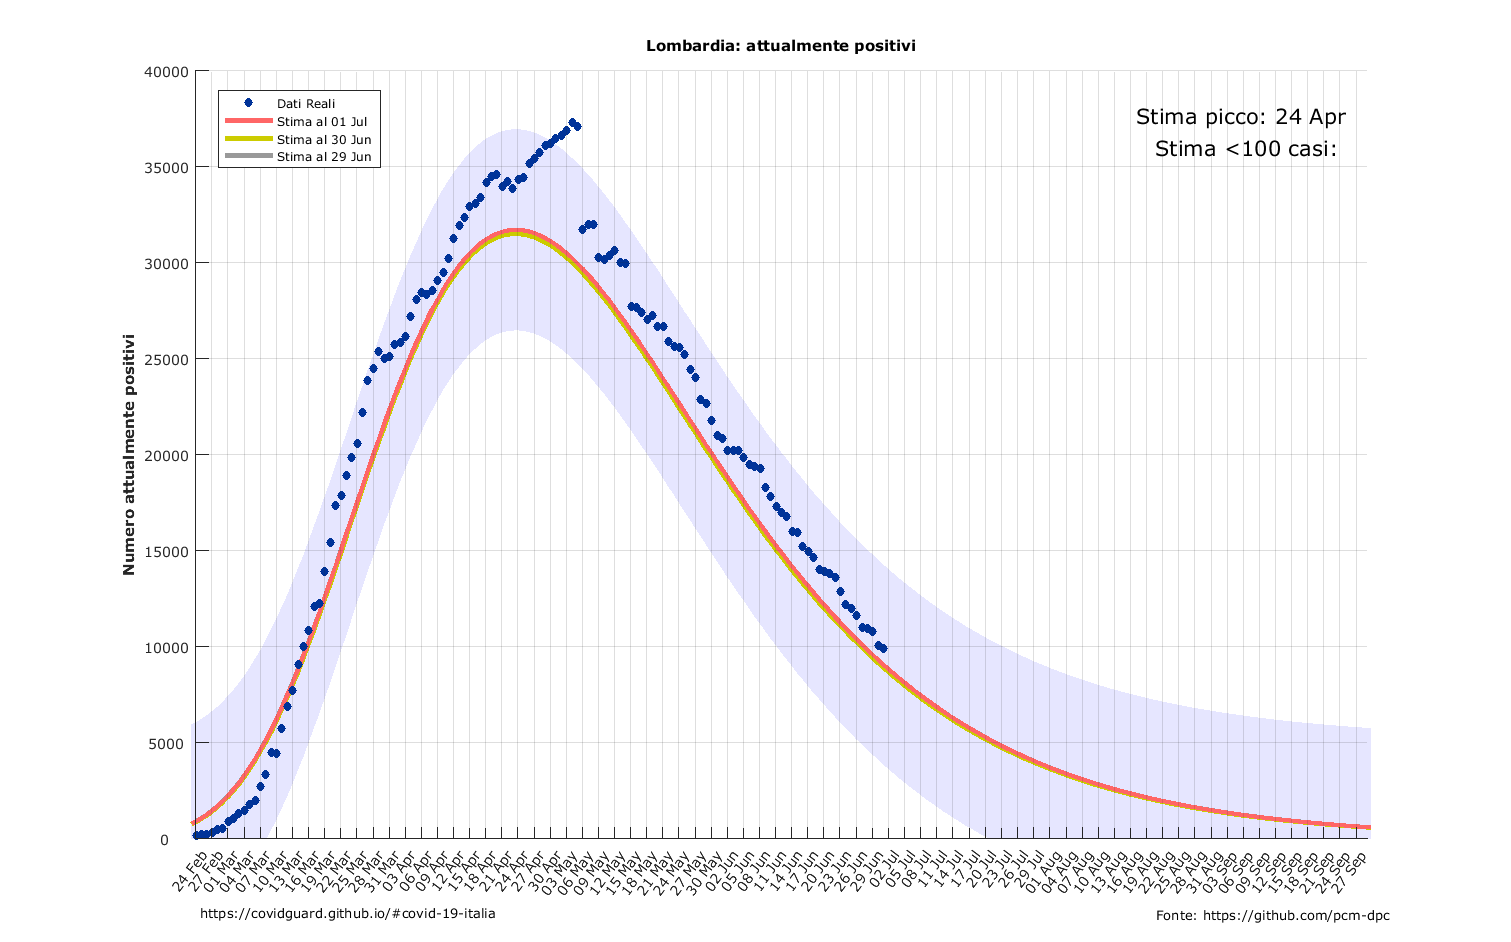 Lombardia: attualmente positivi
Stima picco: 24 Apr
Stima <100 casi:
Dati Reali
Stima al 01 Jul
Stima al 30 Jun
Stima al 29 Jun
Numero attualmente positivi
40000
35000
30000
25000
20000
15000
10000
5000
0
24 Feb
27 Feb
01 Mar
04 Mar
07 Mar
10 Mar
13 Mar
16 Mar
19 Mar
22 Mar
25 Mar
28 Mar
31 Mar
03 Apr
06 Apr
09 Apr
12 Apr
15 Apr
18 Apr
21 Apr
24 Apr
27 Apr
30 Apr
03 May
06 May
09 May
12 May
15 May
18 May
21 May
24 May
27 May
30 May
02 Jun
05 Jun
08 Jun
11 Jun
14 Jun
17 Jun
20 Jun
23 Jun
26 Jun
29 Jun
02 Jul
05 Jul
08 Jul
11 Jul
14 Jul
17 Jul
20 Jul
23 Jul
26 Jul
29 Jul
01 Aug
04 Aug
07 Aug
10 Aug
13 Aug
16 Aug
19 Aug
22 Aug
25 Aug
28 Aug
31 Aug
03 Sep
06 Sep
09 Sep
12 Sep
15 Sep
18 Sep
21 Sep
24 Sep
27 Sep
https://covidguard.github.io/#covid-19-italia
Fonte: https://github.com/pcm-dpc